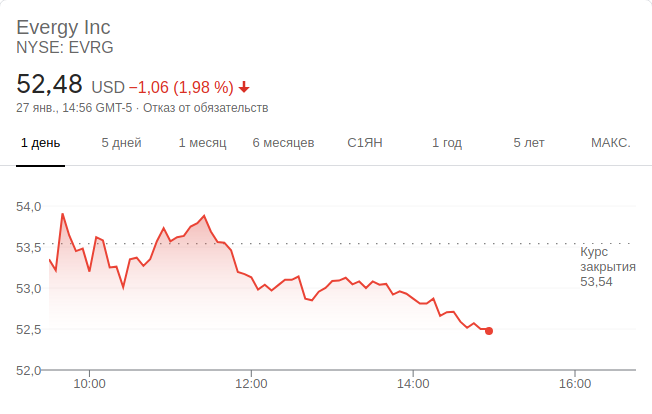 Evergy Inc
NYSE: EVRG
52,48 USD −1,06 (1,98 %)
27 янв., 14:56 GMT-5 · Отказ от обязательств
1 день 5 дней 1 месяц 6 месяцев С1ЯН 1 год 5 лет МАКС.
54,0
53,5
Курс
закрытия
53,54
53,0
52,5
52,0
10:00 12:00 14:00 16:00